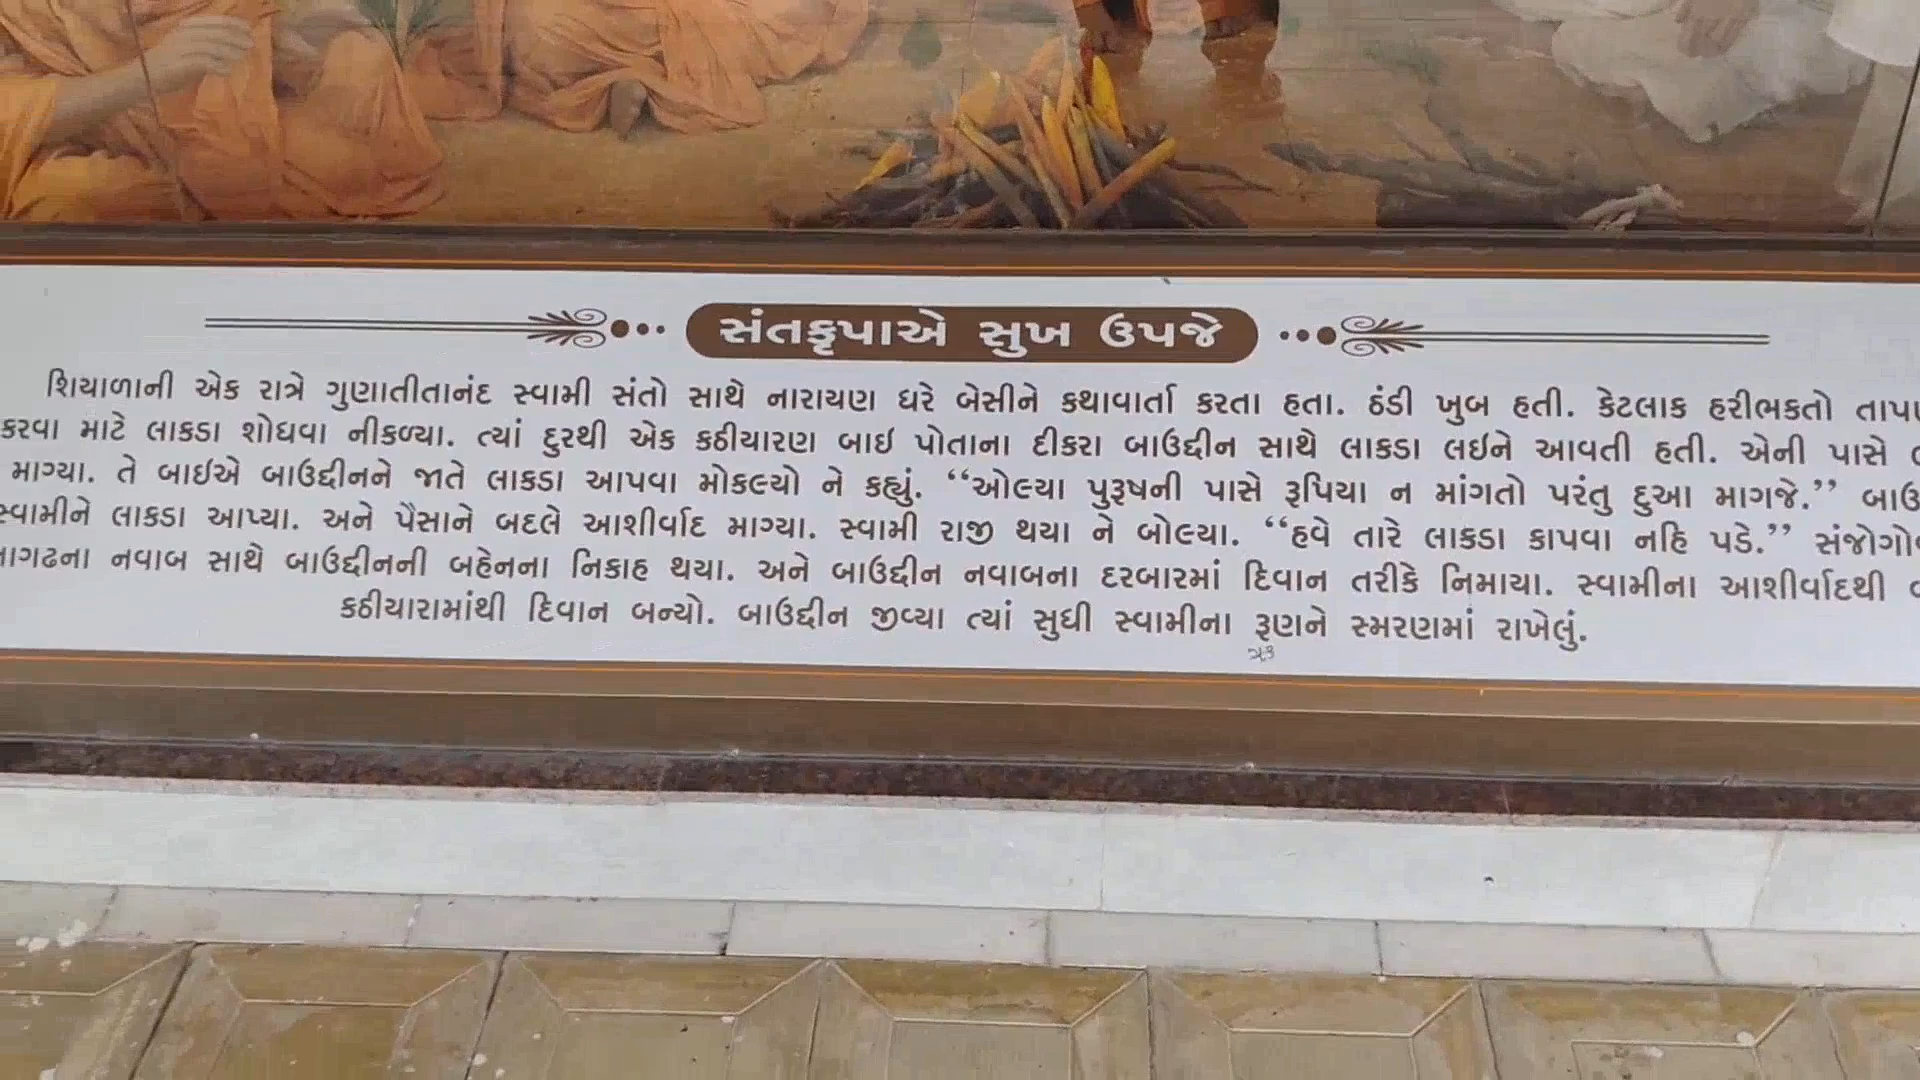 સંતકૃપાએ સુખ ઉપજે
શિયાળાની એક રાત્રે ગુણાતીતાનંદ સ્વામી સંતો સાથે નારાયણ ધરે બેસીને કથાવાર્તા કરતા હતા. ઠંડી ખુબ હતી. કેટલાક હરીભકતો
કરવા માટે લાકડા શોધવા નીકળ્યા. ત્યાં દુરથી એક કઠીયારણ બાઇ પોતાના દીકરા બાઉદ્દીન સાથે લાકડા લઇને આવતી હતી. એની પાસે
માગ્યા. તે બાઇએ બાઉદ્દીનને જાતે લાકડા આપવા મોકલ્યો ને કહ્યું. “ઓલ્યા પુરૂષની પાસે રૂપિયા ન માંગતો પરંતુ દુઆ માગજે.”
સ્વામીને લાકડા આપ્યા. અને પૈસાને બદલે આશીર્વાદ માગ્યા. સ્વામી રાજી થયા ને બોલ્યા. “હવે તારે લાકડા કાપવા નહિ પડે.”
નવાબ સાથે બાઉદ્દીનની બહેનના નિકાહ થયા. અને બાઉદ્દીન નવાબના દરબારમાં દિવાન તરીકે નિમાયા. સ્વામીના આશીર્વાદથી
કઠીયારામાંથી દિવાન બન્યો. બાઉદ્દીન જીવ્યા ત્યાં સુધી સ્વામીના રૂણને સ્મરણમાં રાખેલું.